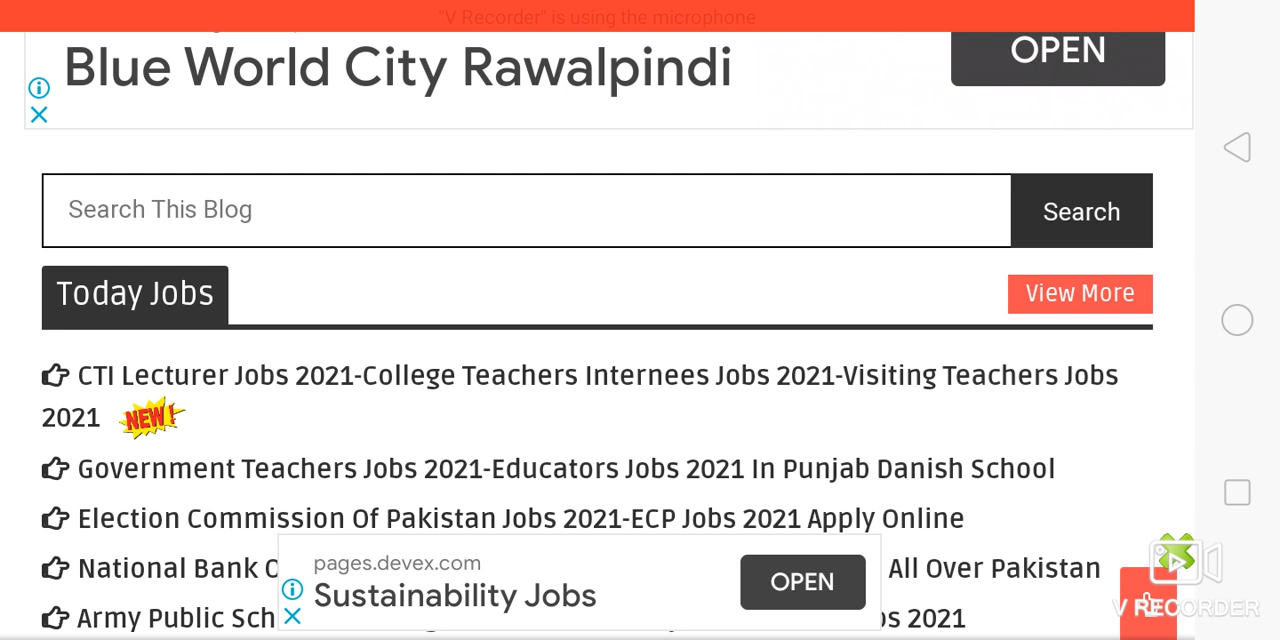 "V Recorder" is using the microphone
Blue World City Rawalpindi
OPEN
Search This Blog
Search
Today Jobs
View More
CTI Lecturer Jobs 2021-College Teachers Internees Jobs 2021-Visiting Teachers Jobs
2021 NEW!
Government Teachers Jobs 2021-Educators Jobs 2021 In Punjab Danish School
Election Commission Of Pakistan Jobs 2021-ECP Jobs 2021 Apply Online
National Bank All Over Pakistan
pages.devex.com
Sustainability Jobs
OPEN
Army Public 2021
V RECORDER